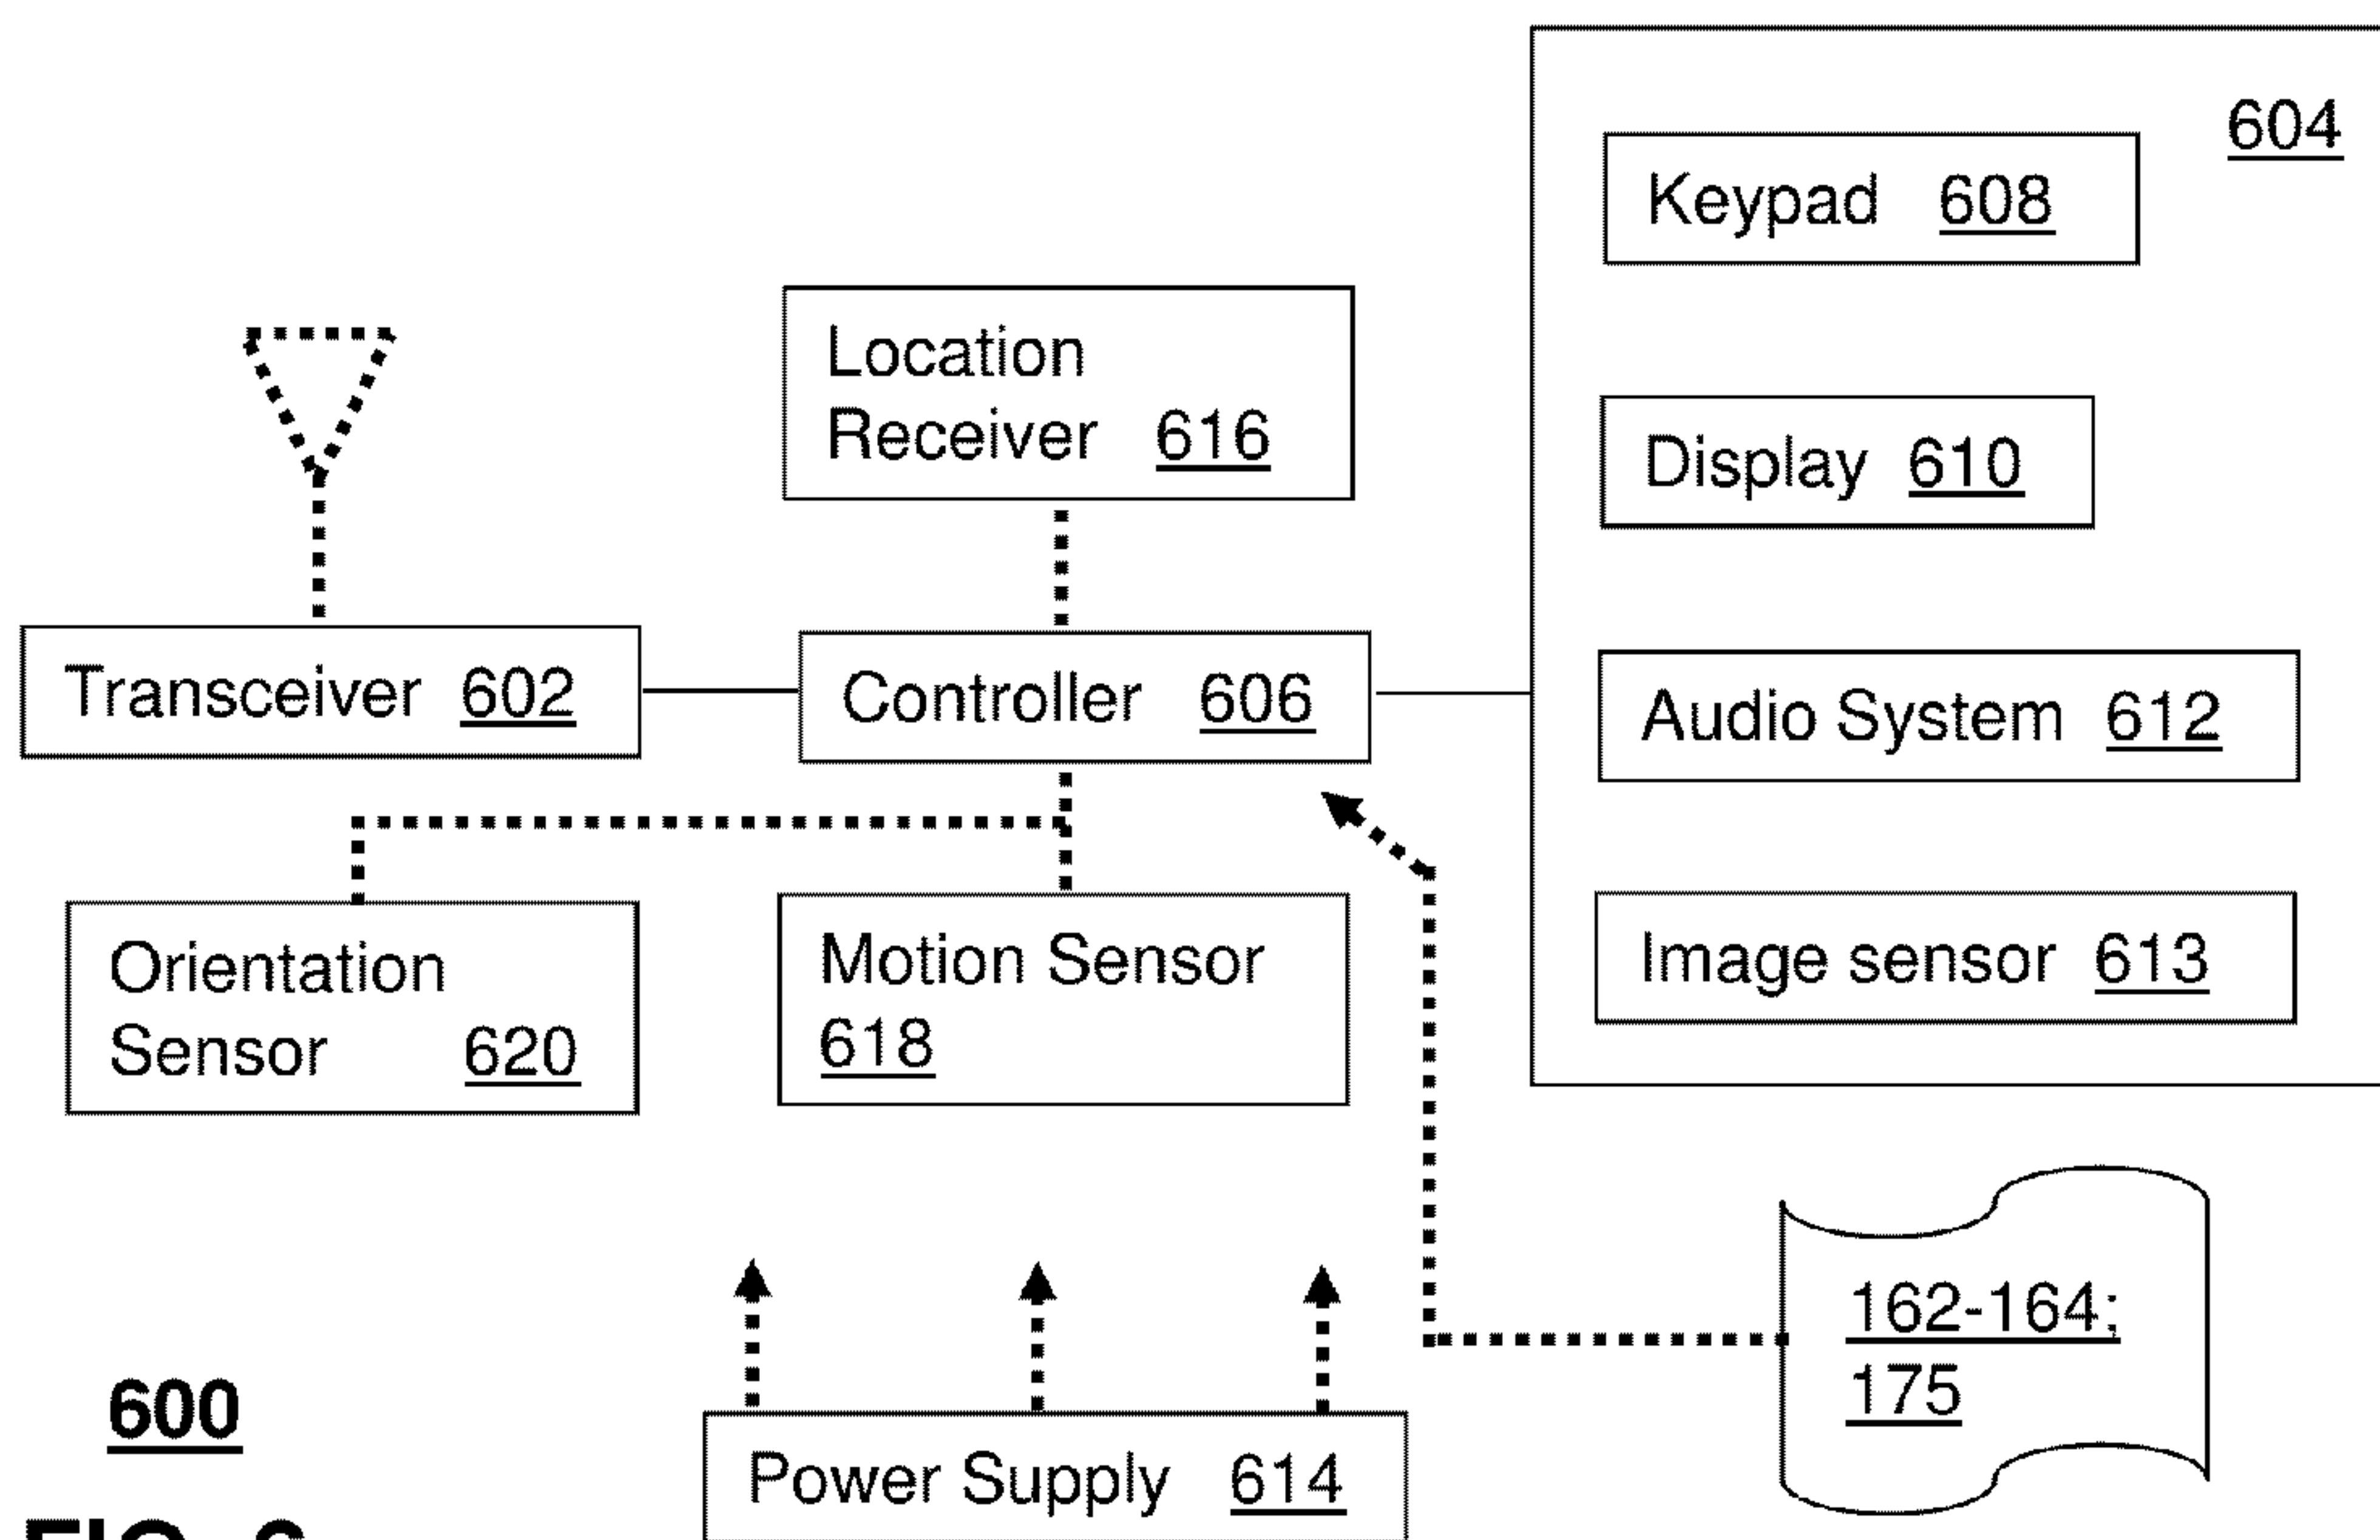 604
Keypad 608
Location
Receiver 616
Display 610
Transceiver 602
Controller 606
Audio System 612
Orientation
Sensor 620
Motion Sensor
618
Image sensor 613
162-164;
175
600
Power Supply 614